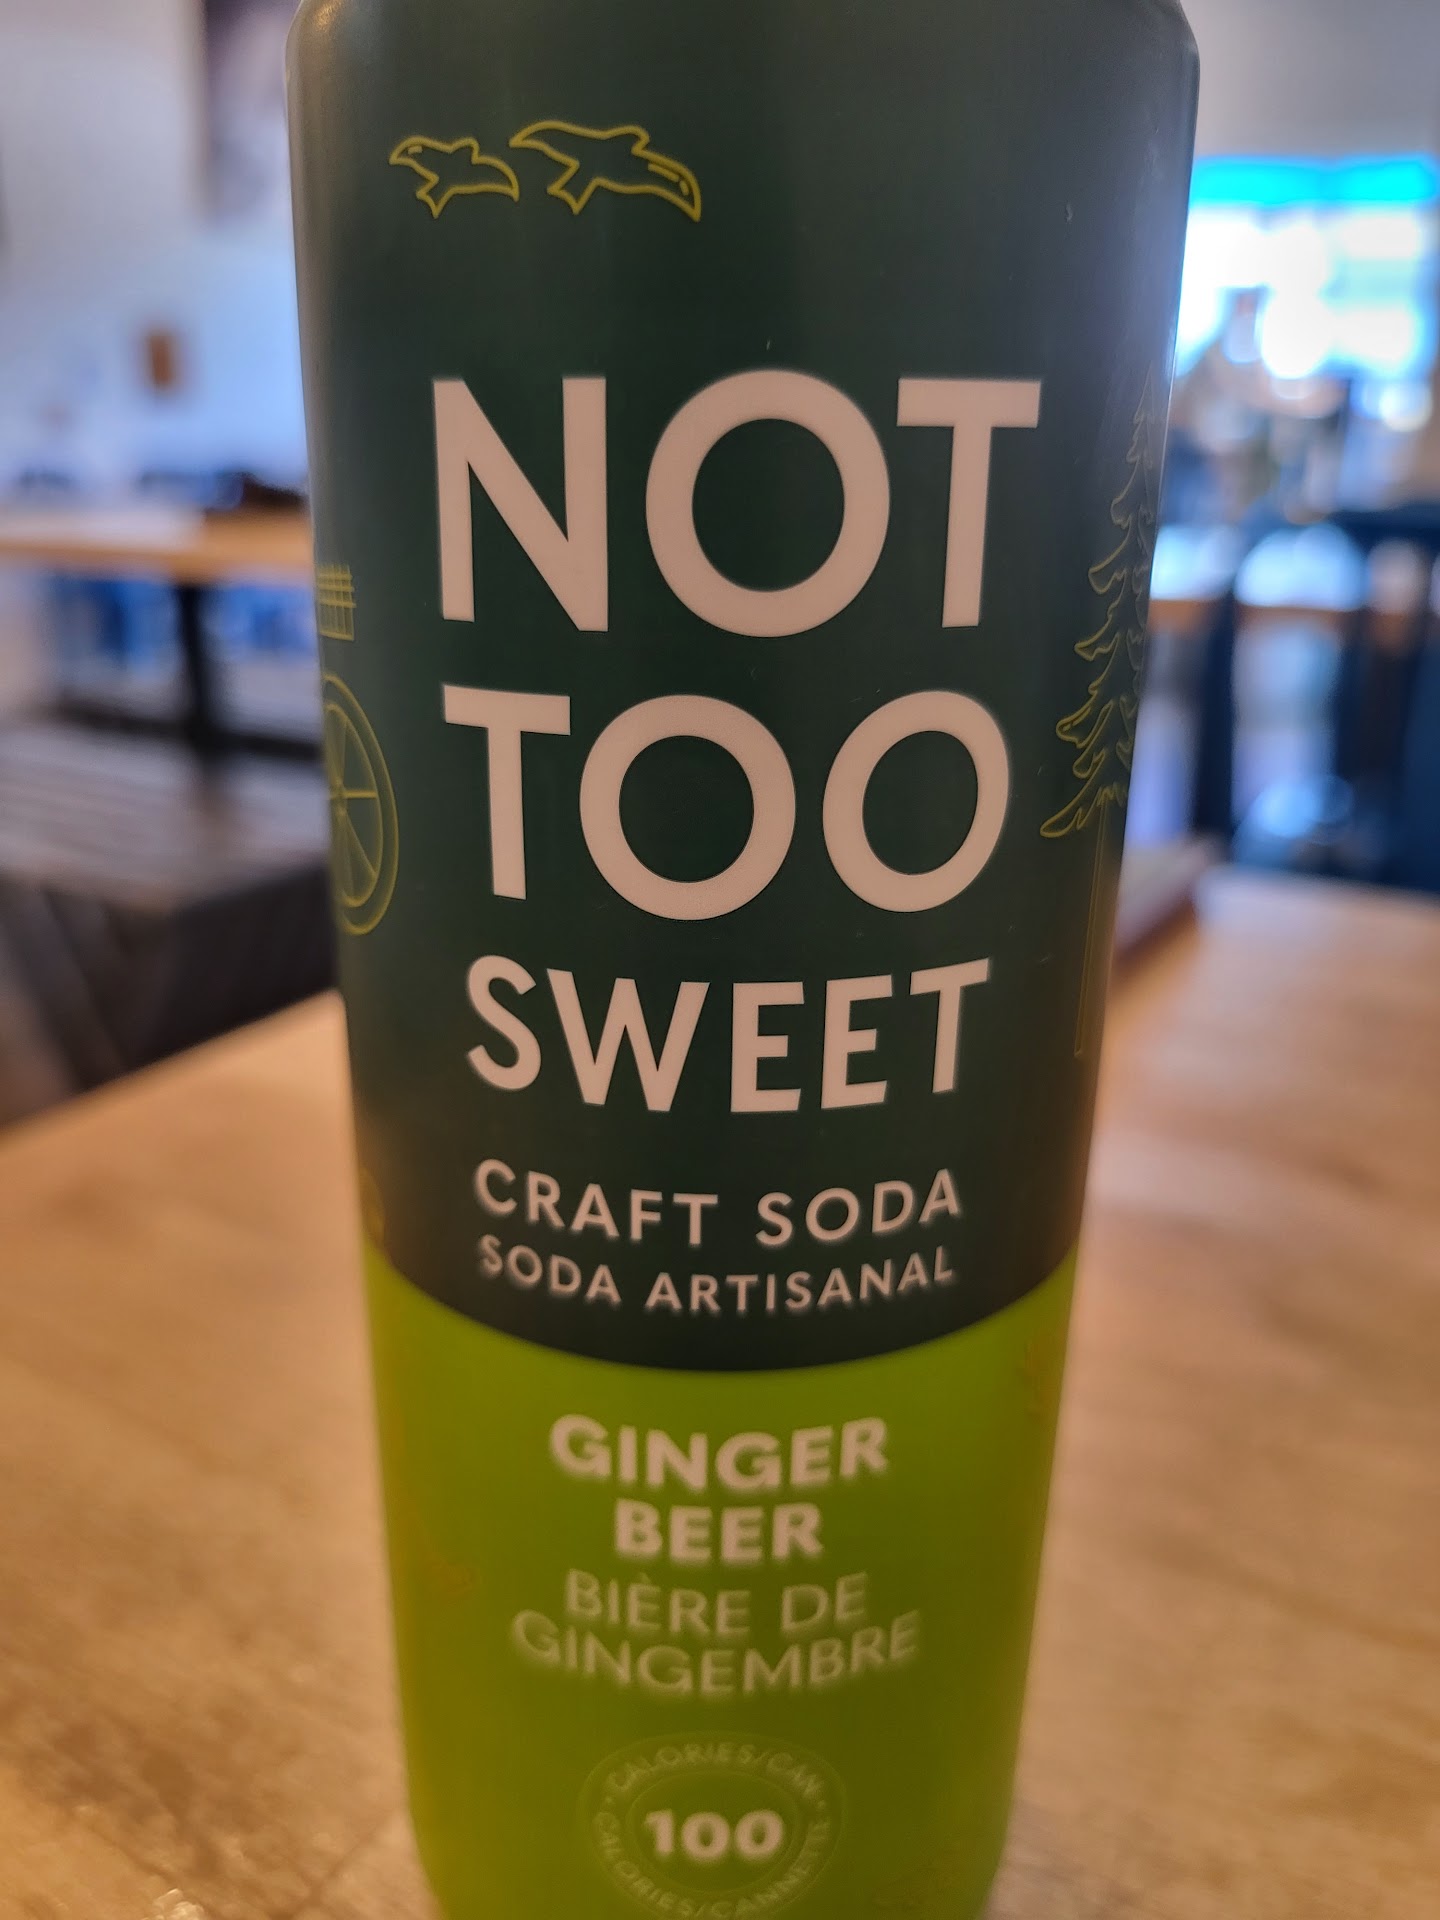 NOT
TOO
SWEET
CRAFT SODA
SODA ARTISANAL
GINGER
BEER
BIÈRE DE
GINGEMBRE
CALORIES/CAN
100
CALORIES/CANNETTE